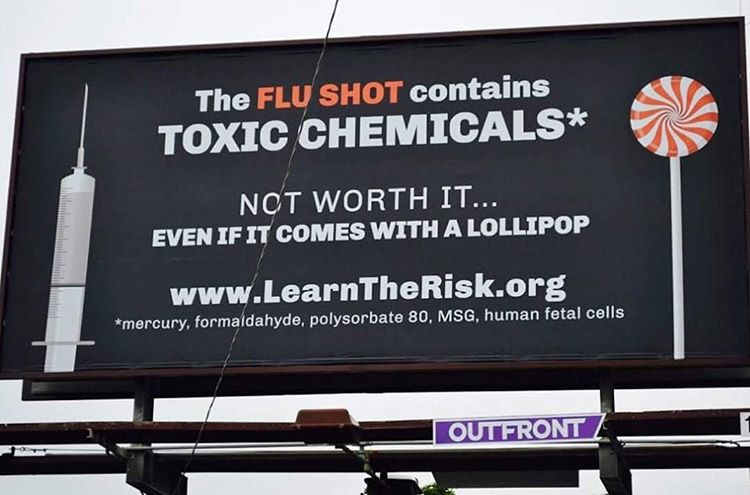 The FLU SHOT contains
TOXIC CHEMICALS*
NOT WORTH IT...
EVEN IF IT COMES WITH A LOLLIPOP
www.LearnTheRisk.org
*mercury, formaldahyde, polysorbate 80, MSG, human fetal cells
OUTFRONT